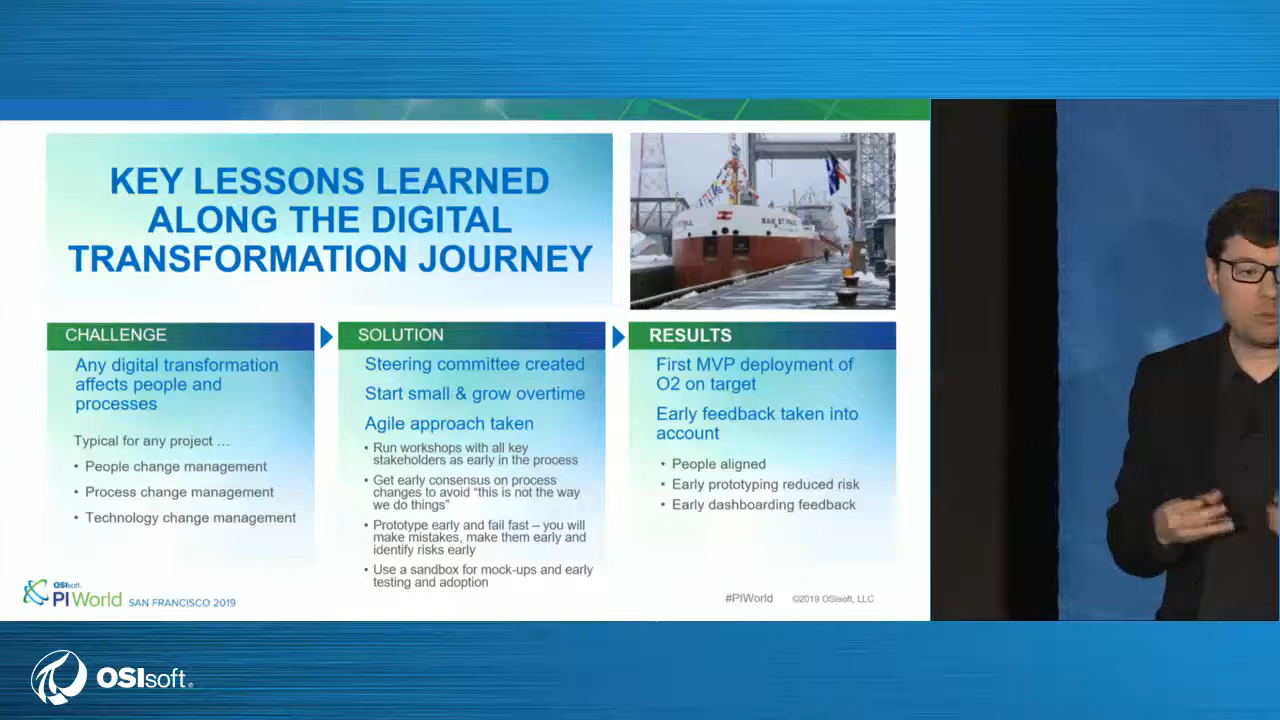 KEY LESSONS LEARNED
ALONG THE DIGITAL
TRANSFORMATION JOURNEY
CHALLENGE
Any digital transformation
affects people and
processes
Typical for any project ...
• People change management
• Process change management
• Technology change management
SOLUTION
Steering committee created
Start small & grow overtime
Agile approach taken
• Run workshops with all key
stakeholders as early in the process
• Get early consensus on process
changes to avoid “this is not the way
we do things”
• Prototype early and fail fast – you will
make mistakes, make them early and
identify risks early
• Use a sandbox for mock-ups and early
testing and adoption
RESULTS
First MVP deployment of
O2 on target
Early feedback taken into
account
• People aligned
• Early prototyping reduced risk
• Early dashboarding feedback
OSIsoft.
PI World SAN FRANCISCO 2019
#PIWorld ©2019 OSIsoft, LLC
OSIsoft.